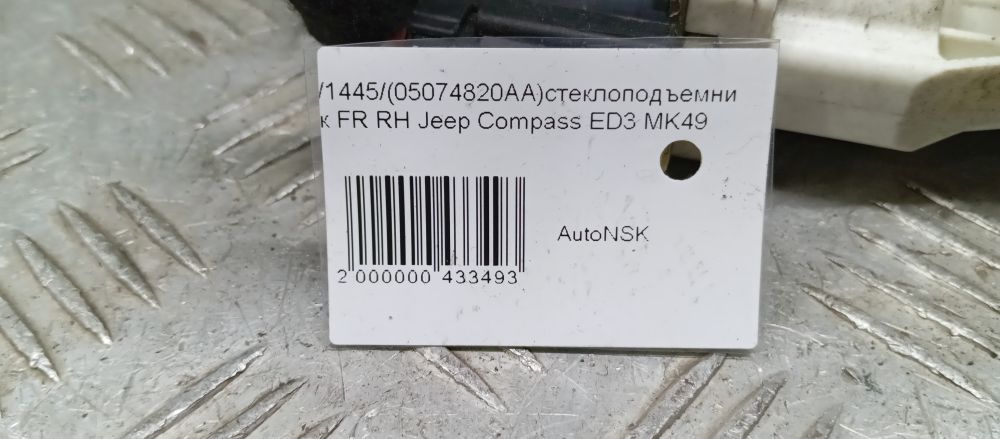 /1445/(05074820AA)стеклоподъемни
к FR RH Jeep Compass ED3 MK49
AutoNSK
2 000000 433493